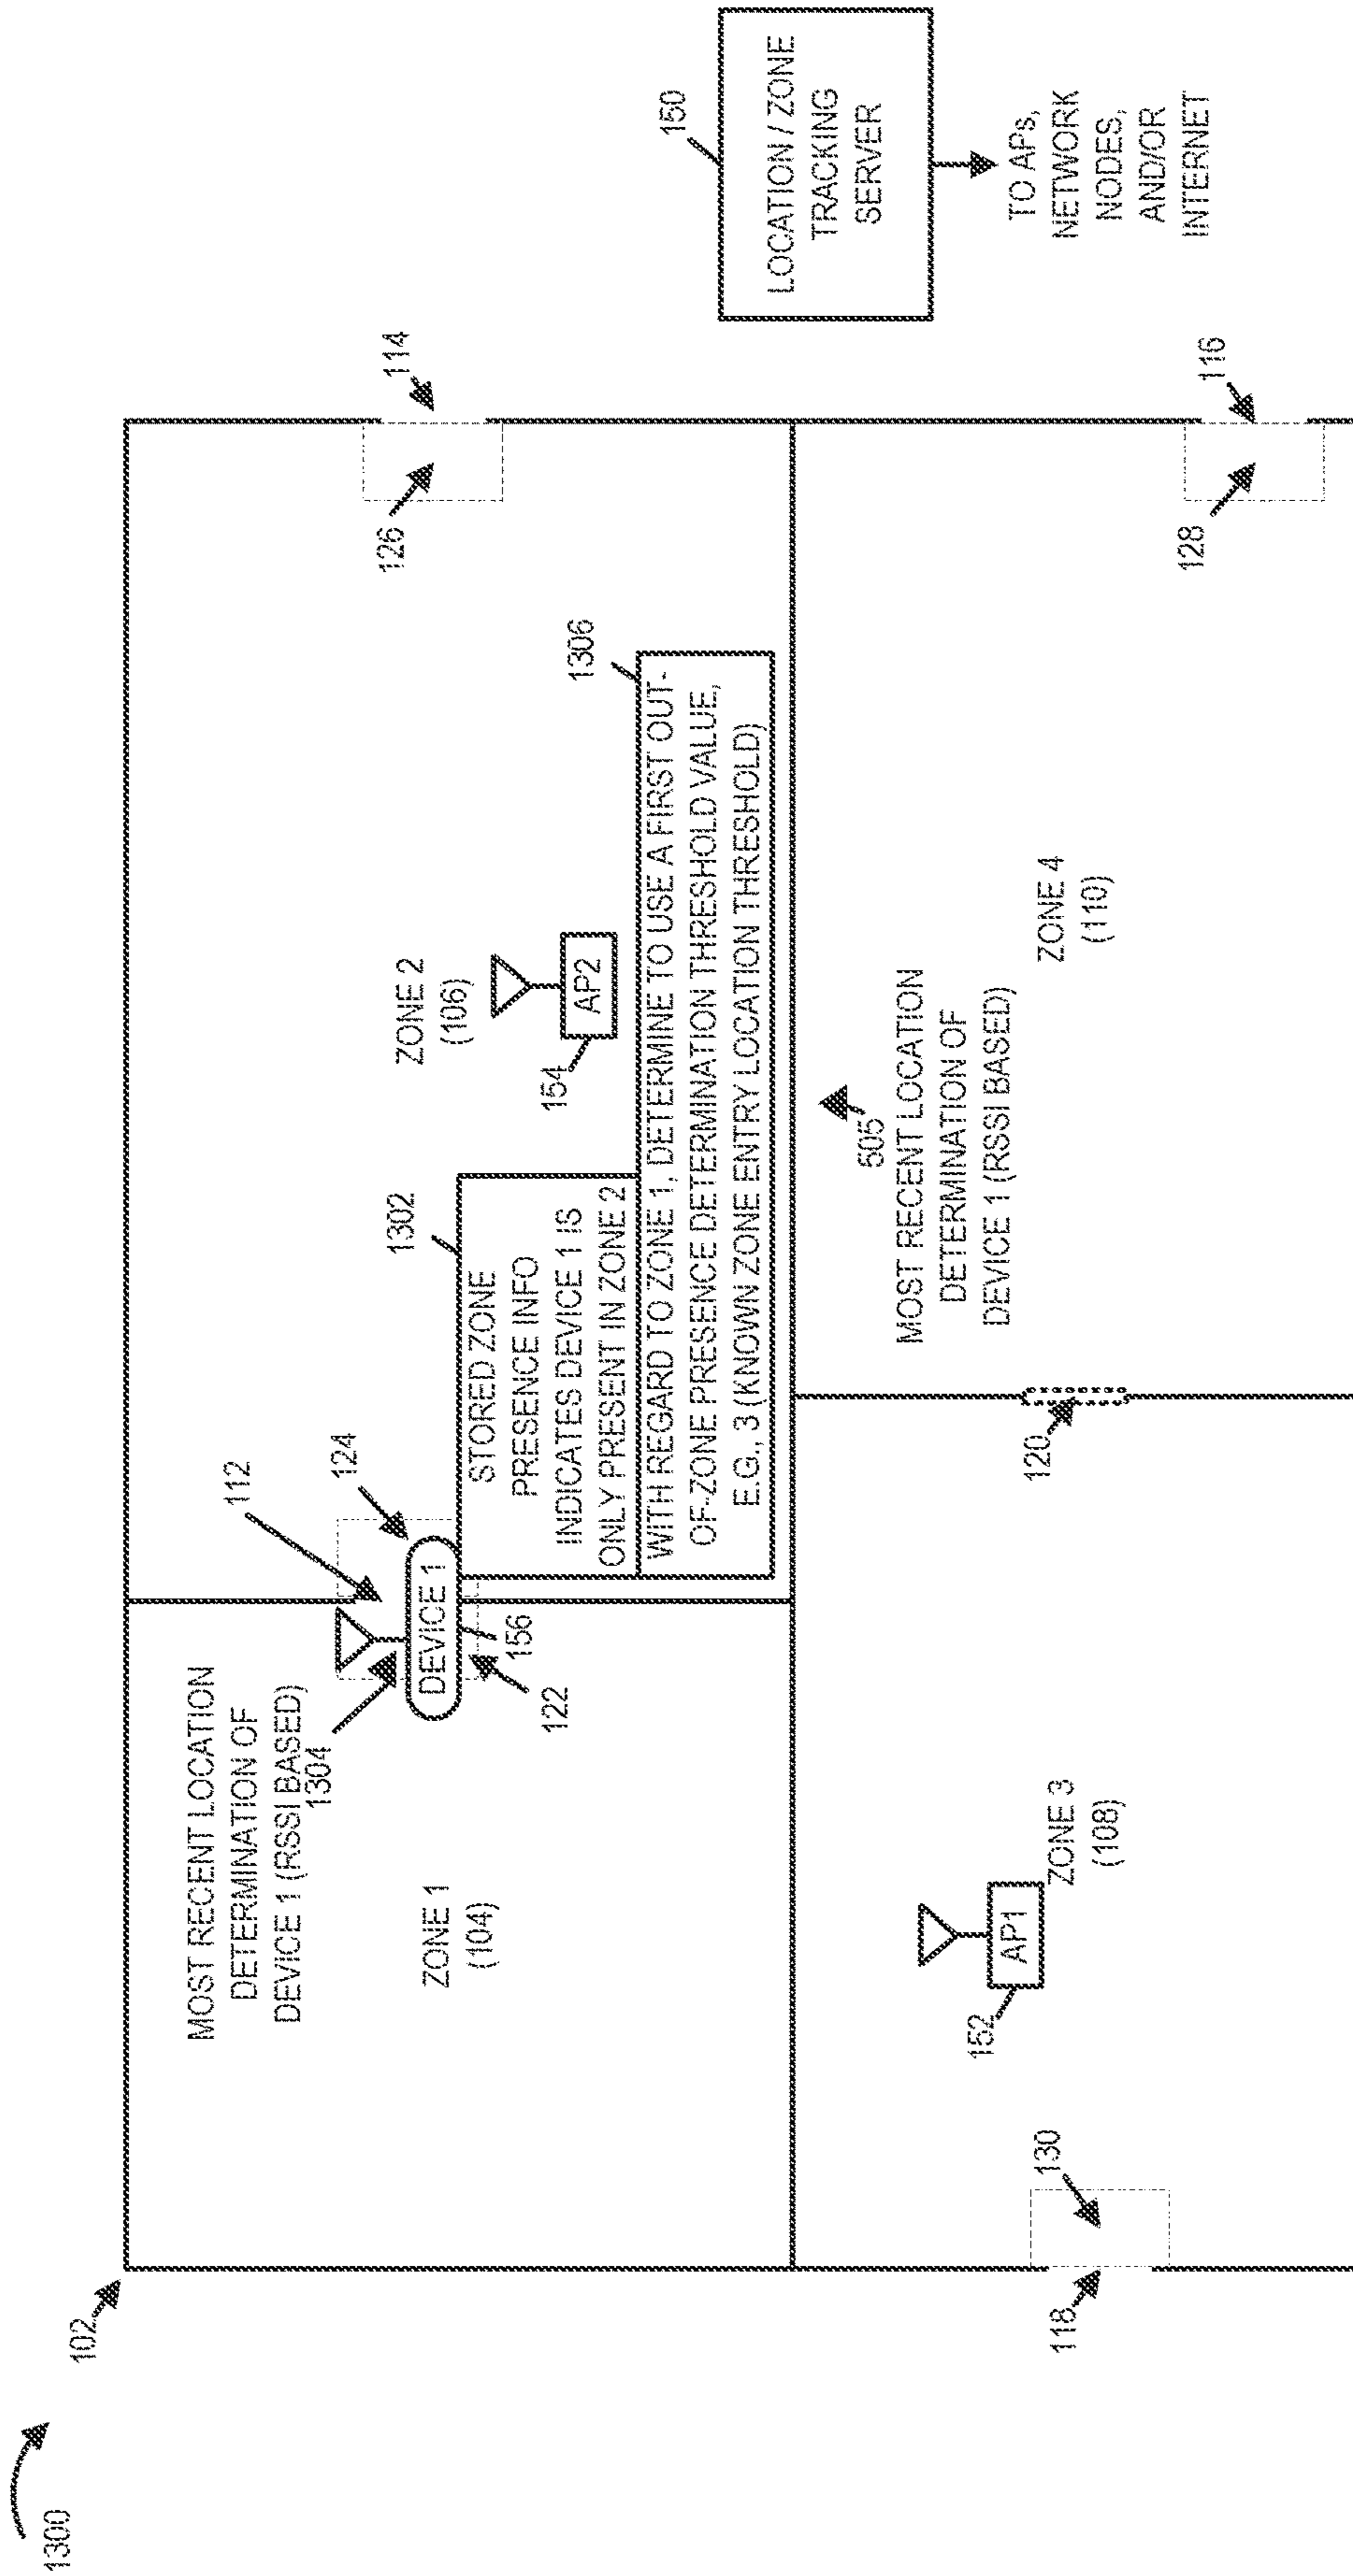 1300
102
MOST RECENT LOCATION
DETERMINATION OF
DEVICE 1 (RSSI BASED)
1304
112
124
DEVICE 1
156
122
ZONE 1
(104)
1302
STORED ZONE
PRESENCE INFO
INDICATES DEVICE 1 IS
ONLY PRESENT IN ZONE 2
ZONE 2
(106)
AP2
154
1306
WITH REGARD TO ZONE 1, DETERMINE TO USE A FIRST OUT-
OF-ZONE PRESENCE DETERMINATION THRESHOLD VALUE,
E.G., 3 (KNOWN ZONE ENTRY LOCATION THRESHOLD)
126
114
118
130
AP1
152
ZONE 3
(108)
120
505
MOST RECENT LOCATION
DETERMINATION OF
DEVICE 1 (RSSI BASED)
ZONE 4
(110)
128
116
150
LOCATION / ZONE
TRACKING
SERVER
TO APs,
NETWORK
NODES,
AND/OR
INTERNET